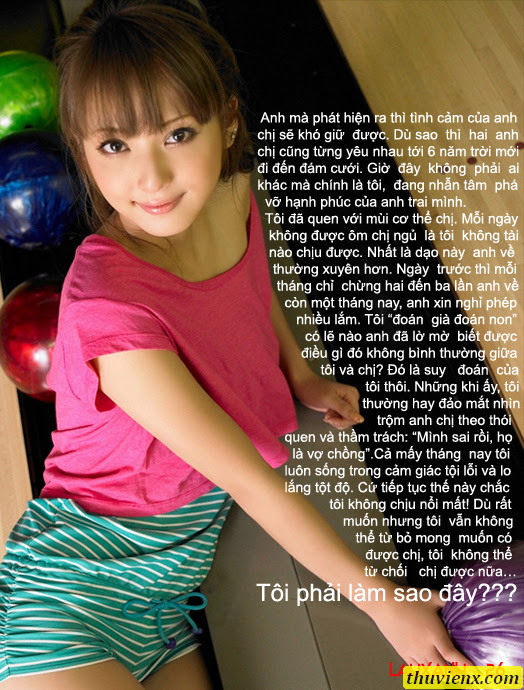 Anh mà phát hiện ra thì tình cảm của anh
chị sẽ khó giữ được. Dù sao thì hai anh
chị cũng từng yêu nhau tới 6 năm trời mới
đi đến đám cưới. Giờ đây không phải ai
khác mà chính là tôi, đang nhẫn tâm phá
vỡ hạnh phúc của anh trai mình.
Tôi đã quen với mùi cơ thể chị. Mỗi ngày
không được ôm chị ngủ là tôi không tài
nào chịu được. Nhất là dạo này anh về
thường xuyên hơn. Ngày trước thì mỗi
tháng chỉ chừng hai đến ba lần anh về
còn một tháng nay, anh xin nghỉ phép
nhiều lắm. Tôi “đoán già đoán non”
có lẽ nào anh đã lờ mờ biết được
điều gì đó không bình thường giữa
tôi và chị? Đó là suy đoán của
tôi thôi. Những khi ấy, tôi
thường hay đảo mắt nhìn
trộm anh chị theo thói
quen và thầm trách: “Mình sai rồi, họ
là vợ chồng”.Cả mấy tháng nay tôi
luôn sống trong cảm giác tội lỗi và lo
lắng tột độ. Cứ tiếp tục thế này chắc
tôi không chịu nổi mất! Dù rất
muốn nhưng tôi vẫn không
thể từ bỏ mong muốn có
được chị, tôi không thể
từ chối chị được nữa...
Tôi phải làm sao đây???
thuvienx.com